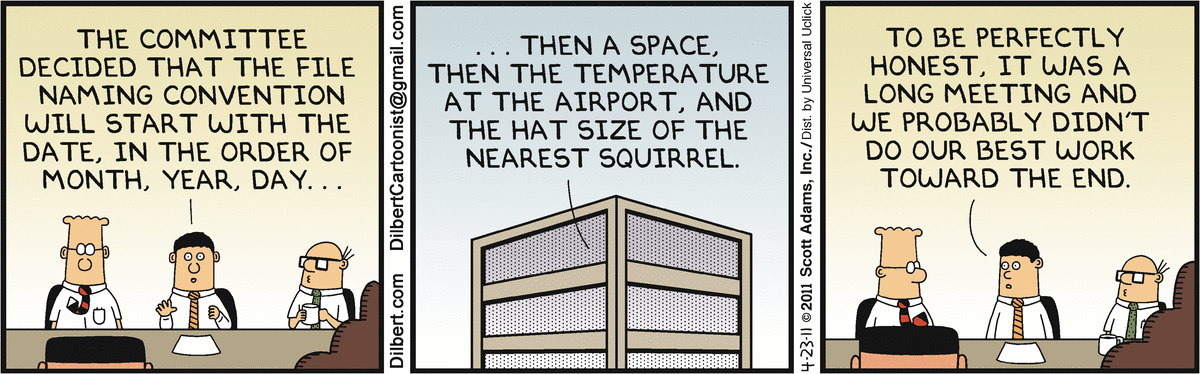 THE COMMITTEE
DECIDED THAT THE FILE
NAMING CONVENTION
WILL START WITH THE
DATE, IN THE ORDER OF
MONTH, YEAR, DAY. . .
Dilbert.com DilbertCartoonist@gmail.com
. . . THEN A SPACE,
THEN THE TEMPERATURE
AT THE AIRPORT, AND
THE HAT SIZE OF THE
NEAREST SQUIRREL.
4-23-11 © 2011 Scott Adams, Inc./Dist. by Universal Uclick
TO BE PERFECTLY
HONEST, IT WAS A
LONG MEETING AND
WE PROBABLY DIDN'T
DO OUR BEST WORK
TOWARD THE END.